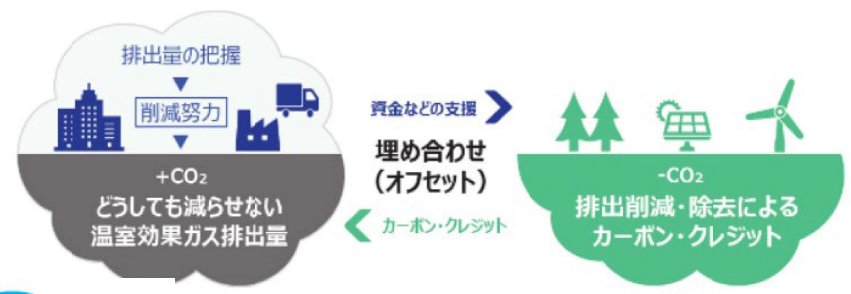 排出量の把握
削減努力
+CO₂
どうしても減らせない
温室効果ガス排出量
資金などの支援
埋め合わせ
（オフセット）
カーボン・クレジット
-CO₂
排出削減・除去による
カーボン・クレジット